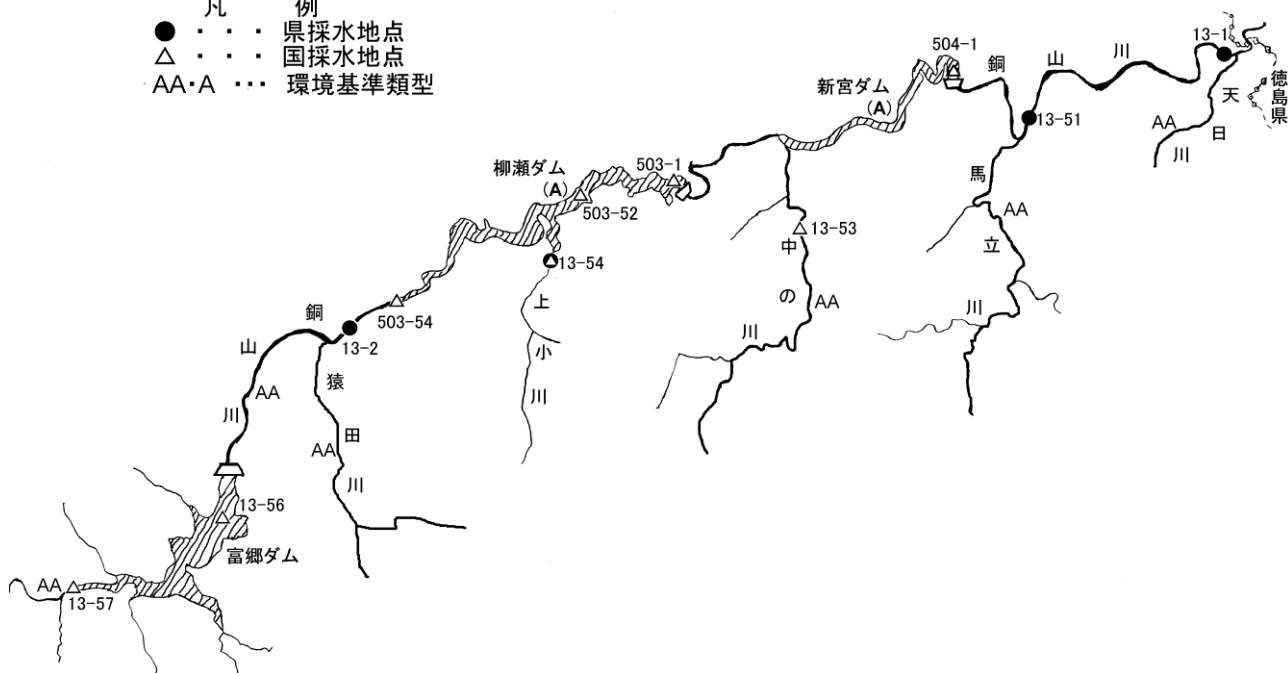 凡 例
● ・ ・ ・ 県採水地点
△ ・ ・ ・ 国採水地点
AA・A ・・・ 環境基準類型
504-1
銅山川
13-1
徳島県
天日川
AA
新宮ダム
(A)
13-51
馬立川
AA
柳瀬ダム
(A)
503-1
503-52
13-53
中の川
AA
13-54
上小川
503-54
13-2
銅山川
AA
猿田川
AA
13-56
富郷ダム
AA
13-57